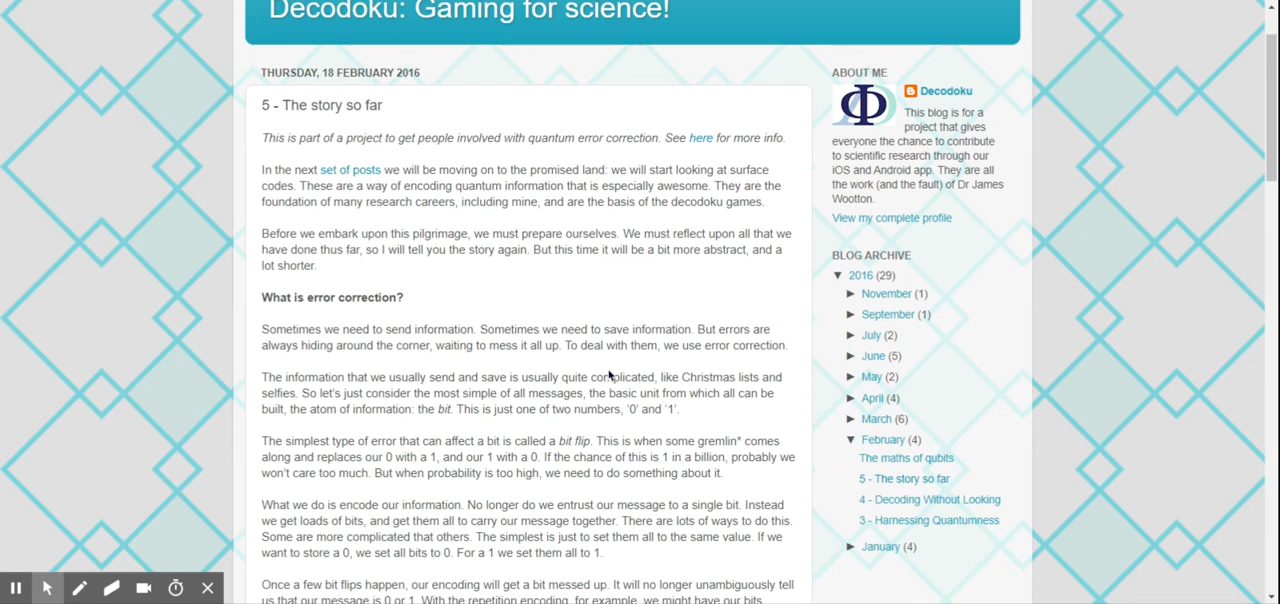 Decodoku: Gaming for science!
THURSDAY, 18 FEBRUARY 2016
5 - The story so far
This is part of a project to get people involved with quantum error correction. See here for more info.
In the next set of posts we will be moving on to the promised land: we will start looking at surface
codes. These are a way of encoding quantum information that is especially awesome. They are the
foundation of many research careers, including mine, and are the basis of the decodoku games.
Before we embark upon this pilgrimage, we must prepare ourselves. We must reflect upon all that we
have done thus far, so I will tell you the story again. But this time it will be a bit more abstract, and a
lot shorter.
What is error correction?
Sometimes we need to send information. Sometimes we need to save information. But errors are
always hiding around the corner, waiting to mess it all up. To deal with them, we use error correction.
The information that we usually send and save is usually quite complicated, like Christmas lists and
selfies. So let's just consider the most simple of all messages, the basic unit from which all can be
built, the atom of information: the bit. This is just one of two numbers, '0' and '1'.
The simplest type of error that can affect a bit is called a bit flip. This is when some gremlin* comes
along and replaces our 0 with a 1, and our 1 with a 0. If the chance of this is 1 in a billion, probably we
won't care too much. But when probability is too high, we need to do something about it.
What we do is encode our information. No longer do we entrust our message to a single bit. Instead
we get loads of bits, and get them all to carry our message together. There are lots of ways to do this.
Some are more complicated that others. The simplest is just to set them all to the same value. If we
want to store a 0, we set all bits to 0. For a 1 we set them all to 1.
Once a few bit flips happen, our encoding will get a bit messed up. It will no longer unambiguously tell
us that our message is 0 or 1. With the repetition encoding, for example, we might have our bits
ABOUT ME
Decodoku
This blog is for a
project that gives
everyone the chance to contribute
to scientific research through our
iOS and Android app. They are all
the work (and the fault) of Dr James
Wootton.
View my complete profile
BLOG ARCHIVE
▼ 2016 (29)
► November (1)
► September (1)
► July (2)
► June (5)
► May (2)
► April (4)
► March (6)
▼ February (4)
The maths of qubits
5 - The story so far
4 - Decoding Without Looking
3 - Harnessing Quantumness
► January (4)